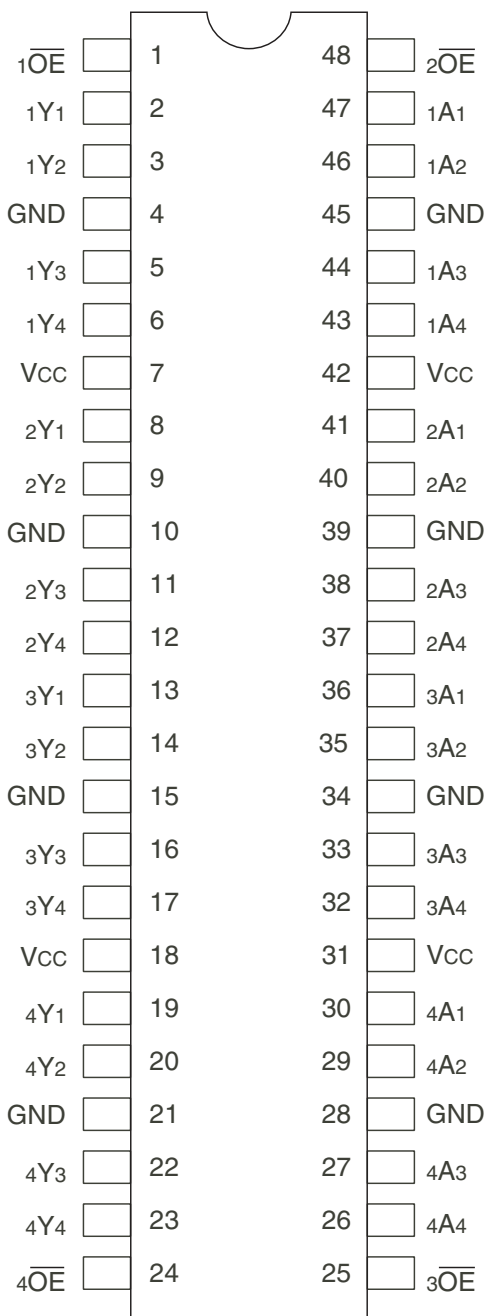 1OE 1 48 2OE
1Y1 2 47 1A1
1Y2 3 46 1A2
GND 4 45 GND
1Y3 5 44 1A3
1Y4 6 43 1A4
VCC 7 42 VCC
2Y1 8 41 2A1
2Y2 9 40 2A2
GND 10 39 GND
2Y3 11 38 2A3
2Y4 12 37 2A4
3Y1 13 36 3A1
3Y2 14 35 3A2
GND 15 34 GND
3Y3 16 33 3A3
3Y4 17 32 3A4
VCC 18 31 VCC
4Y1 19 30 4A1
4Y2 20 29 4A2
GND 21 28 GND
4Y3 22 27 4A3
4Y4 23 26 4A4
4OE 24 25 3OE